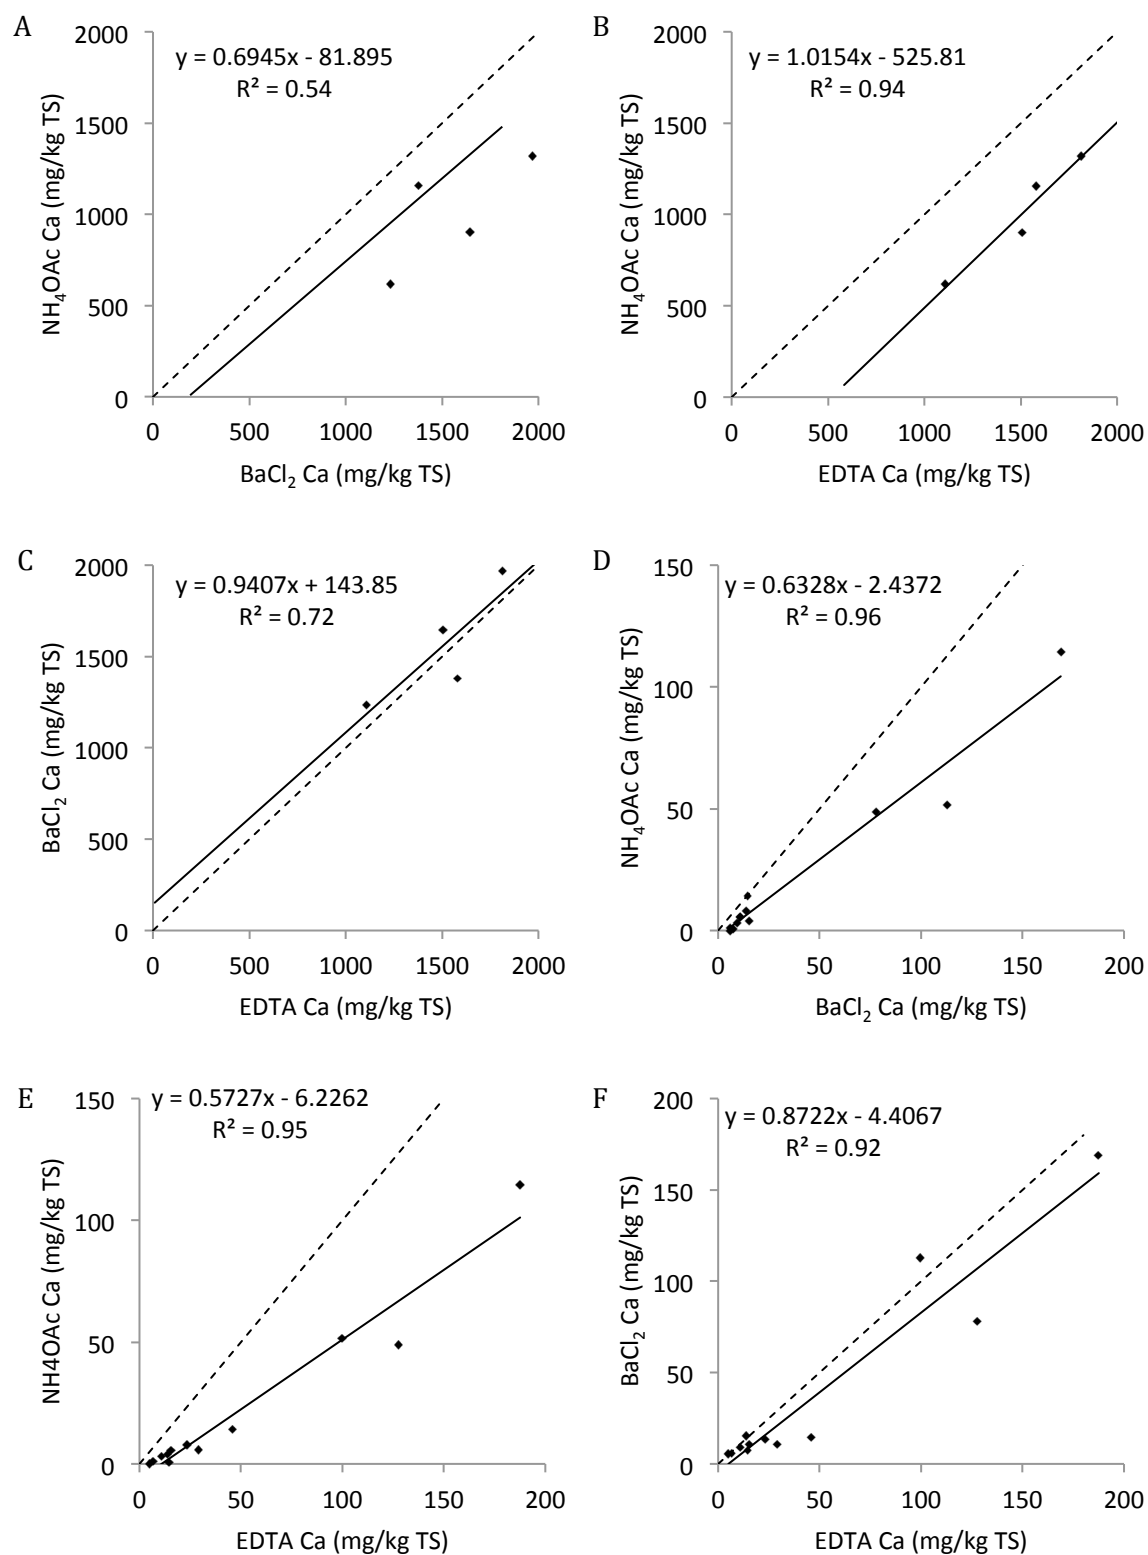 A
y = 0.6945x - 81.895
R² = 0.54
2000
1500
1000
500
0
NH₄OAc Ca (mg/kg TS)
0 500 1000 1500 2000
BaCl₂ Ca (mg/kg TS)
B
y = 1.0154x - 525.81
R² = 0.94
2000
1500
1000
500
0
NH₄OAc Ca (mg/kg TS)
0 500 1000 1500 2000
EDTA Ca (mg/kg TS)
C
y = 0.9407x + 143.85
R² = 0.72
2000
1500
1000
500
0
BaCl₂ Ca (mg/kg TS)
0 500 1000 1500 2000
EDTA Ca (mg/kg TS)
D
y = 0.6328x - 2.4372
R² = 0.96
150
100
50
0
NH₄OAc Ca (mg/kg TS)
0 50 100 150 200
BaCl₂ Ca (mg/kg TS)
E
y = 0.5727x - 6.2262
R² = 0.95
150
100
50
0
NH4OAc Ca (mg/kg TS)
0 50 100 150 200
EDTA Ca (mg/kg TS)
F
y = 0.8722x - 4.4067
R² = 0.92
200
150
100
50
0
BaCl₂ Ca (mg/kg TS)
0 50 100 150 200
EDTA Ca (mg/kg TS)